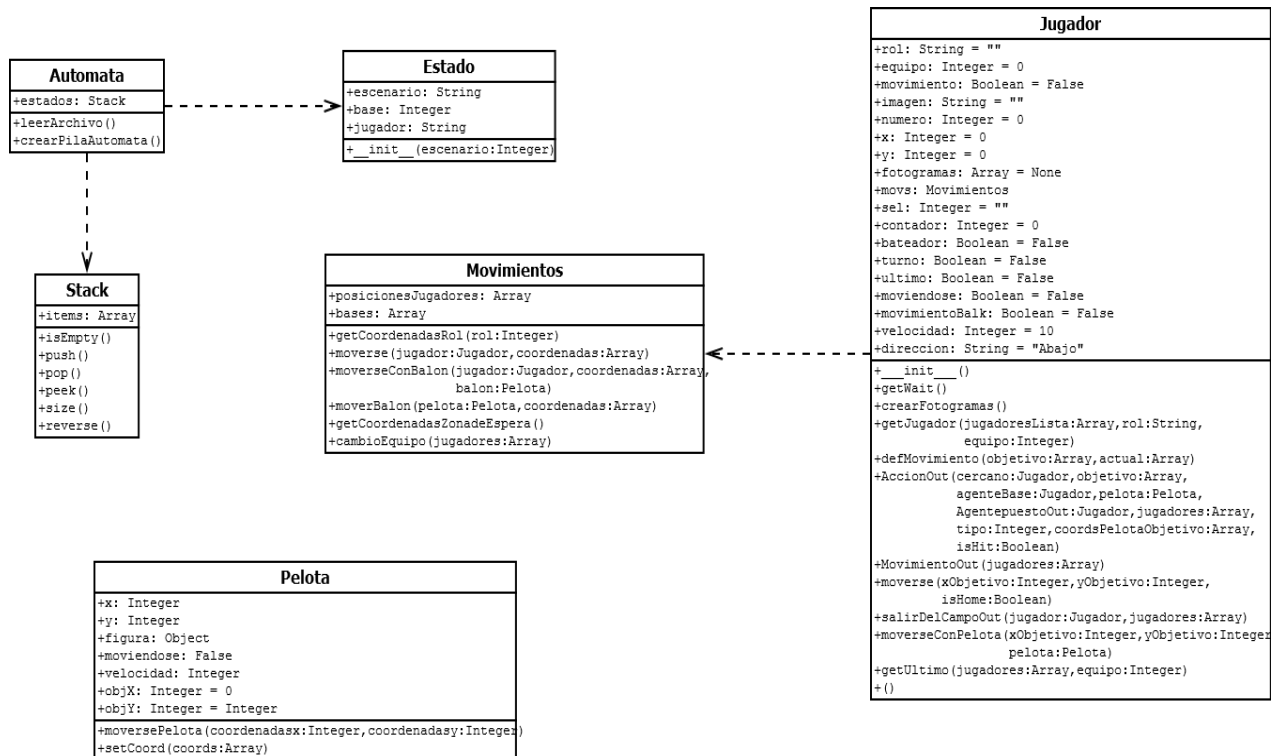 Automata
+estados: Stack
+leerArchivo()
+crearPilaAutomata()
Estado
+escenario: String
+base: Integer
+jugador: String
+__init__(escenario:Integer)
Stack
+items: Array
+isEmpty()
+push()
+pop()
+peek()
+size()
+reverse()
Movimientos
+posicionesJugadores: Array
+bases: Array
+getCoordenadasRol(rol:Integer)
+moverse(jugador:Jugador,coordenadas:Array)
+moverseConBalon(jugador:Jugador,coordenadas:Array,
balon:Pelota)
+moverBalon(pelota:Pelota,coordenadas:Array)
+getCoordenadasZonadeEspera()
+cambioEquipo(jugadores:Array)
Jugador
+rol: String = ""
+equipo: Integer = 0
+movimiento: Boolean = False
+imagen: String = ""
+numero: Integer = 0
+x: Integer = 0
+y: Integer = 0
+fotogramas: Array = None
+movs: Movimientos
+sel: Integer = ""
+contador: Integer = 0
+bateador: Boolean = False
+turno: Boolean = False
+ultimo: Boolean = False
+moviendose: Boolean = False
+movimientoBalk: Boolean = False
+velocidad: Integer = 10
+direccion: String = "Abajo"
+___init___()
+getWait()
+crearFotogramas()
+getJugador(jugadoresLista:Array,rol:String,
equipo:Integer)
+defMovimiento(objetivo:Array,actual:Array)
+AccionOut(cercano:Jugador,objetivo:Array,
agenteBase:Jugador,pelota:Pelota,
AgentepuestoOut:Jugador,jugadores:Array,
tipo:Integer,coordsPelotaObjetivo:Array,
isHit:Boolean)
+MovimientoOut(jugadores:Array)
+moverse(xObjetivo:Integer,yObjetivo:Integer,
isHome:Boolean)
+salirDelCampoOut(jugador:Jugador,jugadores:Array)
+moverseConPelota(xObjetivo:Integer,yObjetivo:Integer
pelota:Pelota)
+getUltimo(jugadores:Array,equipo:Integer)
+()
Pelota
+x: Integer
+y: Integer
+figura: Object
+moviendose: False
+velocidad: Integer
+objX: Integer = 0
+objY: Integer = Integer
+moversePelota(coordenadasx:Integer,coordenadasy:Integer)
+setCoord(coords:Array)